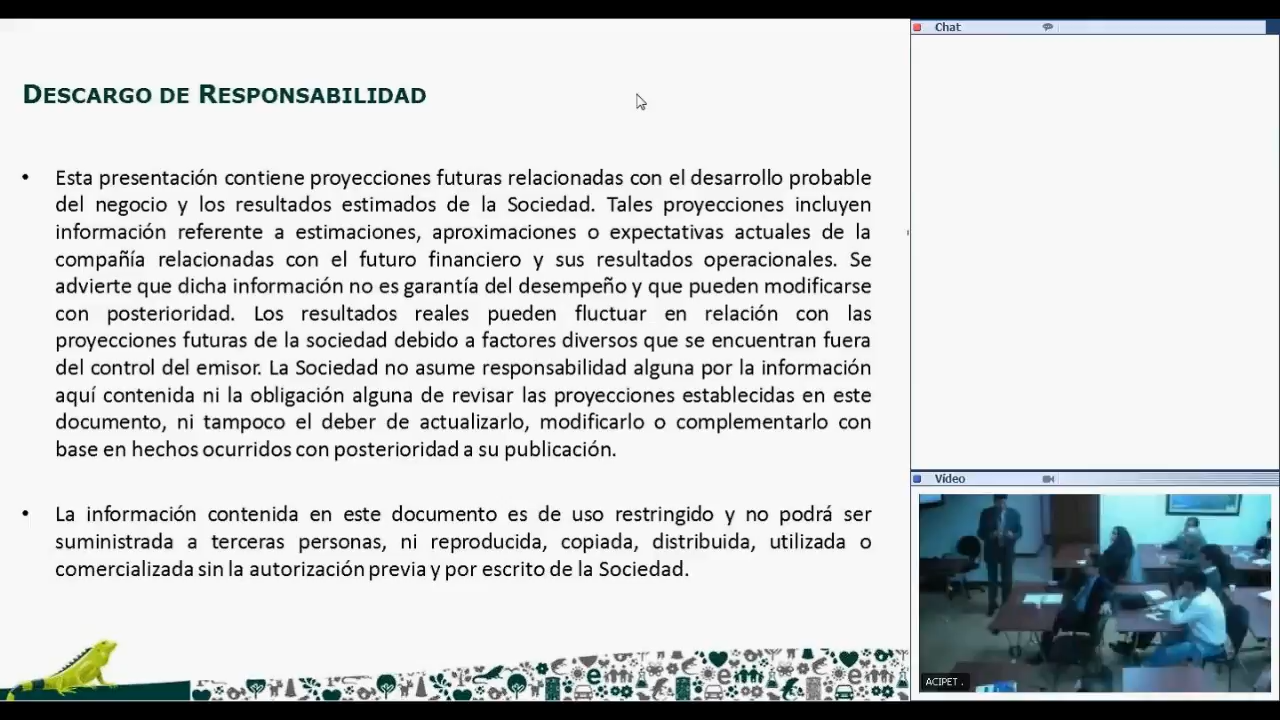 DESCARGO DE RESPONSABILIDAD
• Esta presentación contiene proyecciones futuras relacionadas con el desarrollo probable
del negocio y los resultados estimados de la Sociedad. Tales proyecciones incluyen
información referente a estimaciones, aproximaciones o expectativas actuales de la
compañía relacionadas con el futuro financiero y sus resultados operacionales. Se
advierte que dicha información no es garantía del desempeño y que pueden modificarse
con posterioridad. Los resultados reales pueden fluctuar en relación con las
proyecciones futuras de la sociedad debido a factores diversos que se encuentran fuera
del control del emisor. La Sociedad no asume responsabilidad alguna por la información
aquí contenida ni la obligación alguna de revisar las proyecciones establecidas en este
documento, ni tampoco el deber de actualizarlo, modificarlo o complementarlo con
base en hechos ocurridos con posterioridad a su publicación.
• La información contenida en este documento es de uso restringido y no podrá ser
suministrada a terceras personas, ni reproducida, copiada, distribuida, utilizada o
comercializada sin la autorización previa y por escrito de la Sociedad.
Chat
Vídeo
ACIPET .